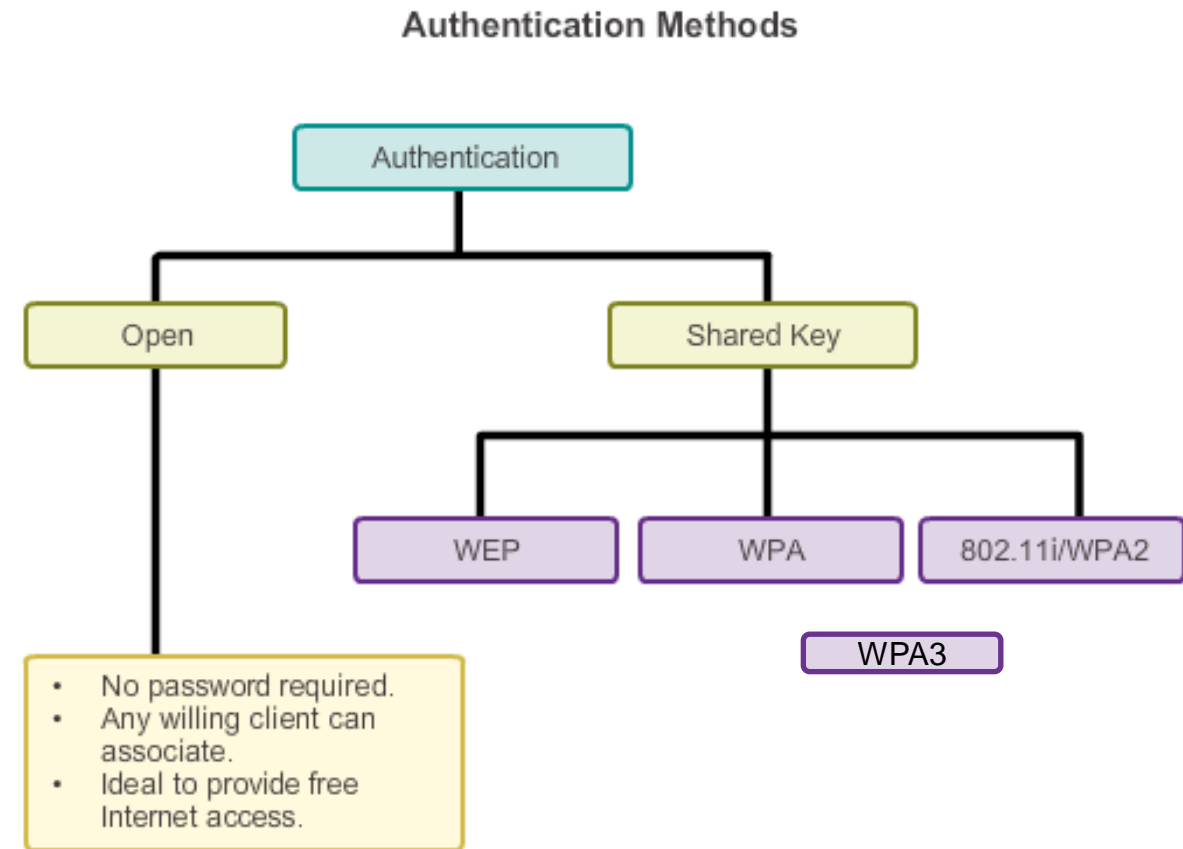 Authentication Methods
Authentication
Open
Shared Key
WEP
WPA
802.11i/WPA2
WPA3
• No password required.
• Any willing client can
associate.
• Ideal to provide free
Internet access.